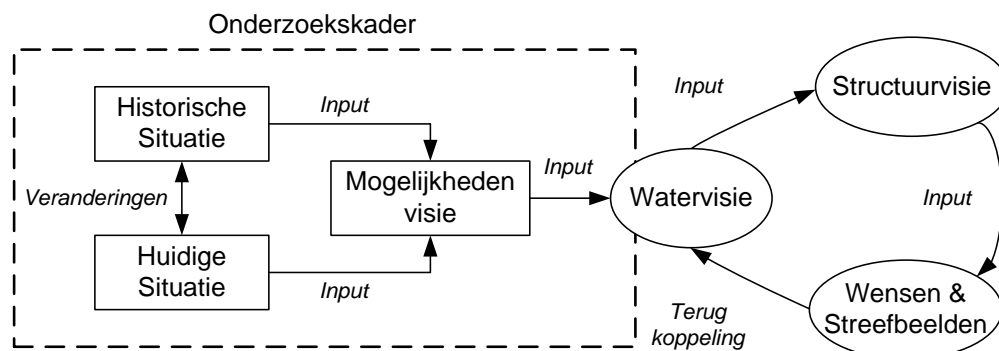 Onderzoekskader
Historische
Situatie
Input
Veranderingen
Mogelijkheden
visie
Input
Huidige
Situatie
Input
Watervisie
Input
Structuurvisie
Input
Wensen &
Streefbeelden
Terug
koppeling